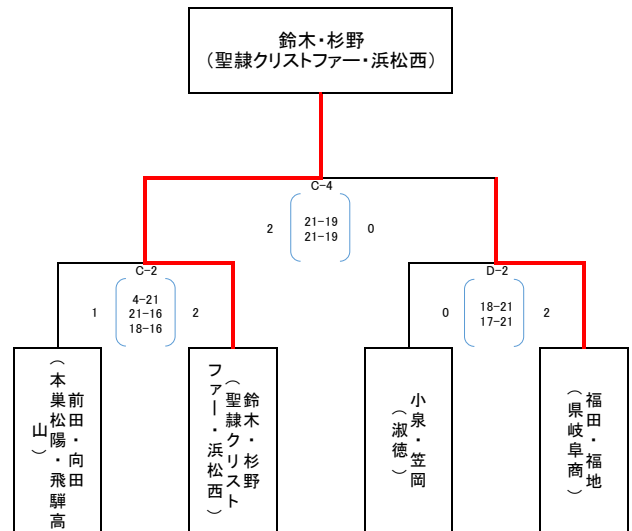 鈴木・杉野
（聖隷クリストファー・浜松西）
C-4
2
21-19
21-19
0
C-2
1
4-21
21-16
18-16
2
D-2
0
18-21
17-21
2
前田・向田
（本巣松陽・飛騨高
山）
鈴木・杉野
（聖隷クリスト
ファー・浜松西）
小泉・笠岡
（淑徳）
福田・福地
（県岐阜商）